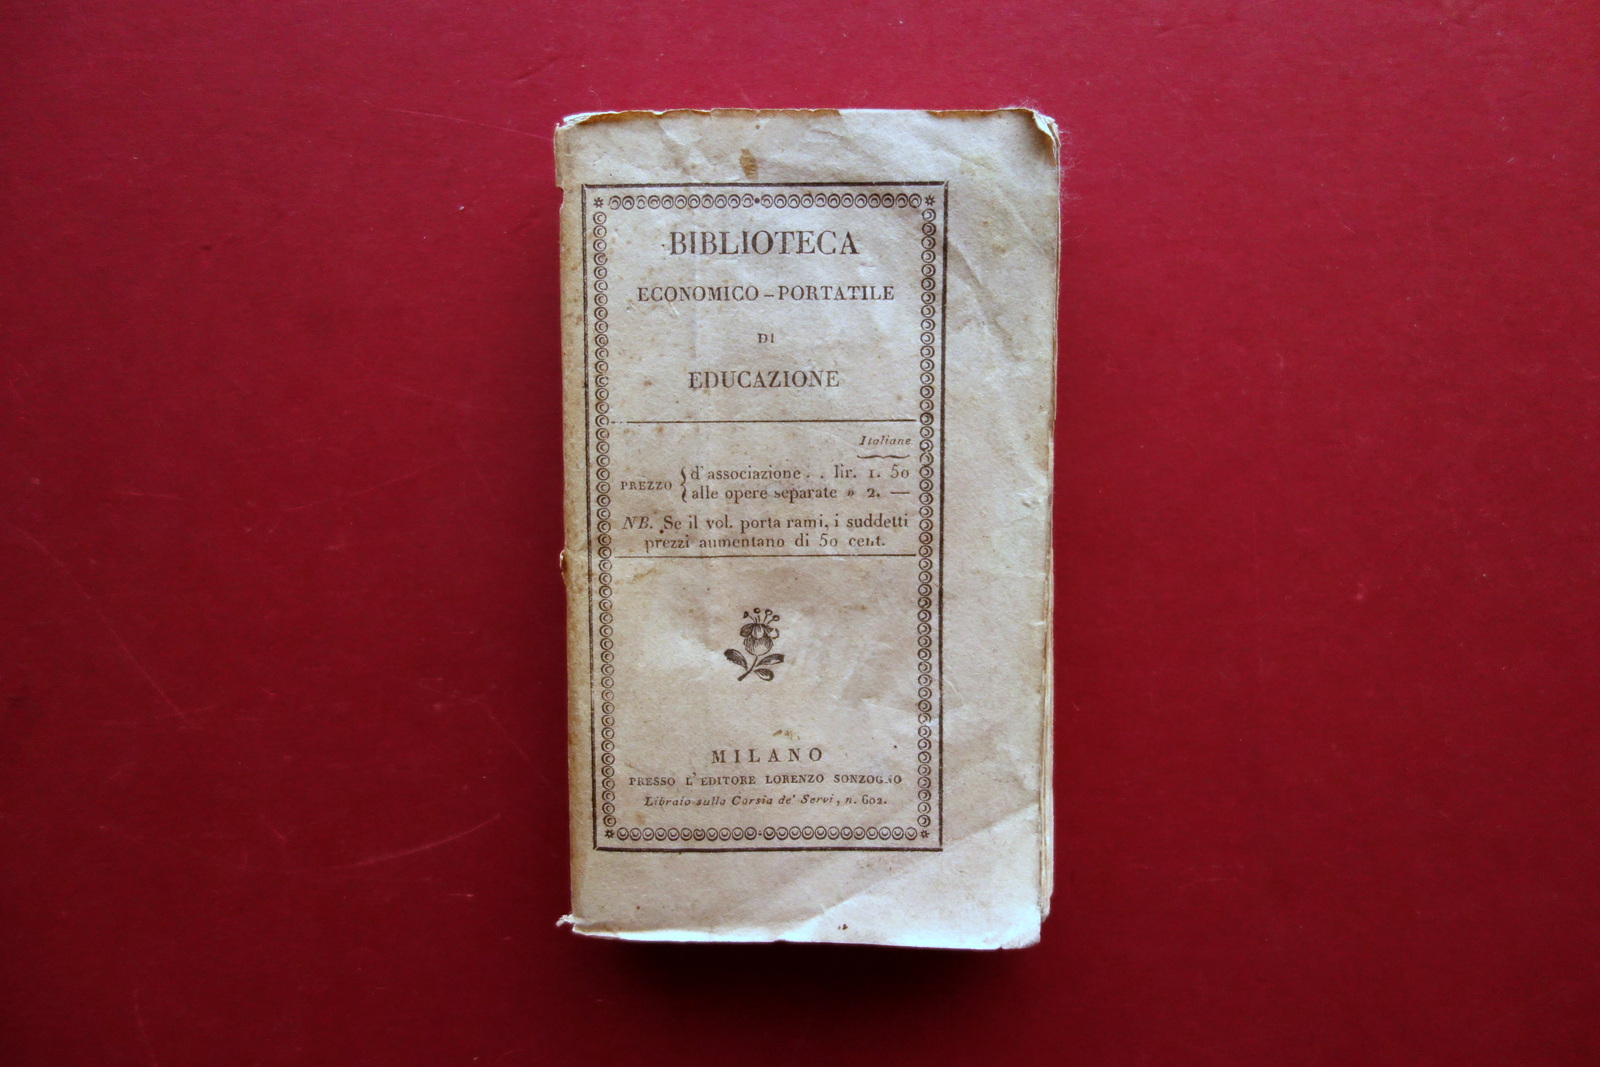 BIBLIOTECA
ECONOMICO-PORTATILE
DI
EDUCAZIONE
Italiane
PREZZO { d'associazione . . lir. 1. 50
alle opere separate » 2. —
NB. Se il vol. porta rami, i suddetti
prezzi aumentano di 50 cent.
MILANO
PRESSO L'EDITORE LORENZO SONZOGNO
Libraio sulla Corsia de' Servi, n. 602.